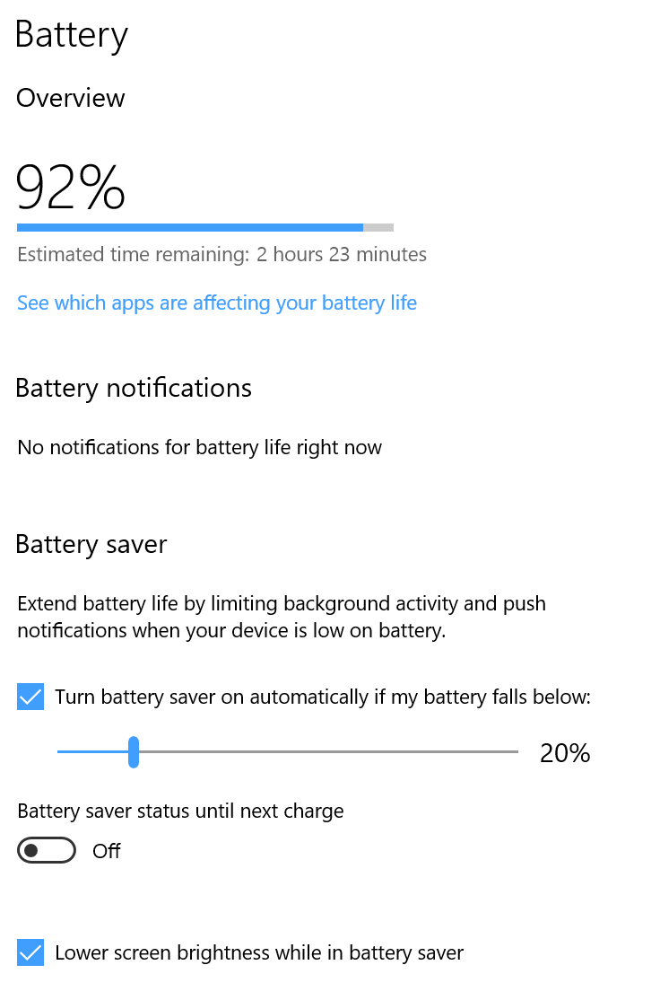 Battery
Overview
92%
Estimated time remaining: 2 hours 23 minutes
See which apps are affecting your battery life
Battery notifications
No notifications for battery life right now
Battery saver
Extend battery life by limiting background activity and push
notifications when your device is low on battery.
Turn battery saver on automatically if my battery falls below:
20%
Battery saver status until next charge
Off
Lower screen brightness while in battery saver